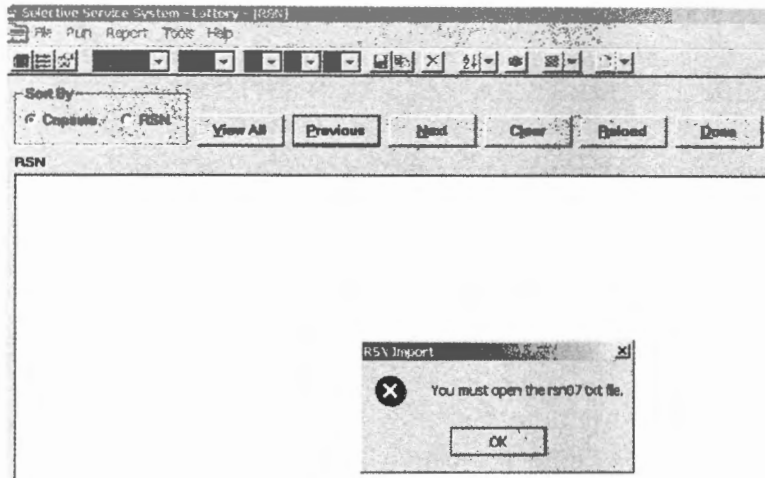 Selective Service System - Lottery - [RSN]
File Run Report Tools Help
Sort By
Capsule RSN
View All Previous Next Clear Reload Done
RSN
RSN Import
You must open the rsn07 txt file.
OK